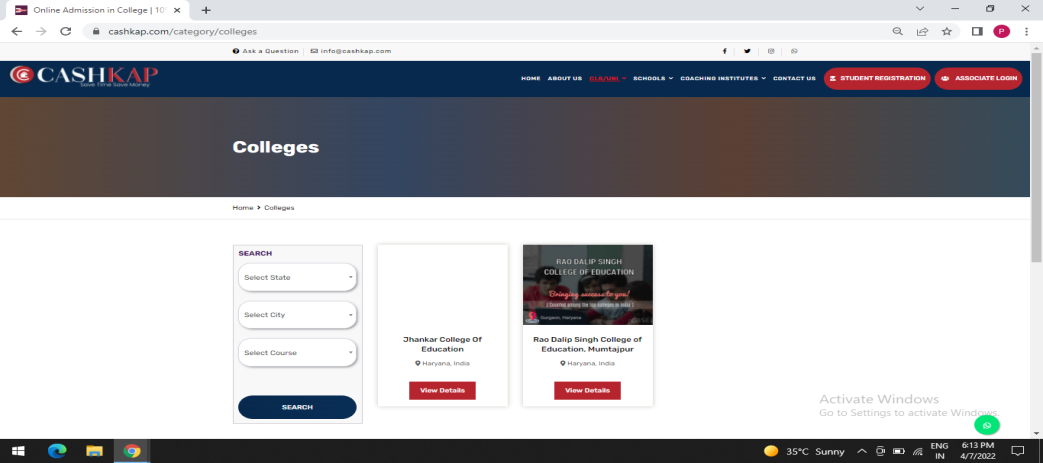 Online Admission in College | 10
cashkap.com/category/colleges
P
Ask a Question
info@cashkap.com
CASHKAP
Save Time Save Money
HOME ABOUT US CLG/UNI SCHOOLS COACHING INSTITUTES CONTACT US STUDENT REGISTRATION ASSOCIATE LOGIN
Colleges
Home > Colleges
SEARCH
Select State
Select City
Select Course
SEARCH
Jhankar College Of
Education
Haryana, India
View Details
RAO DALIP SINGH
COLLEGE OF EDUCATION
Bringing success to you!
Gurgaon, Haryana
Rao Dalip Singh College of
Education, Mumtajpur
Haryana, India
View Details
Activate Windows
Go to Settings to activate Windows.
35°C Sunny
ENG
IN
6:13 PM
4/7/2022